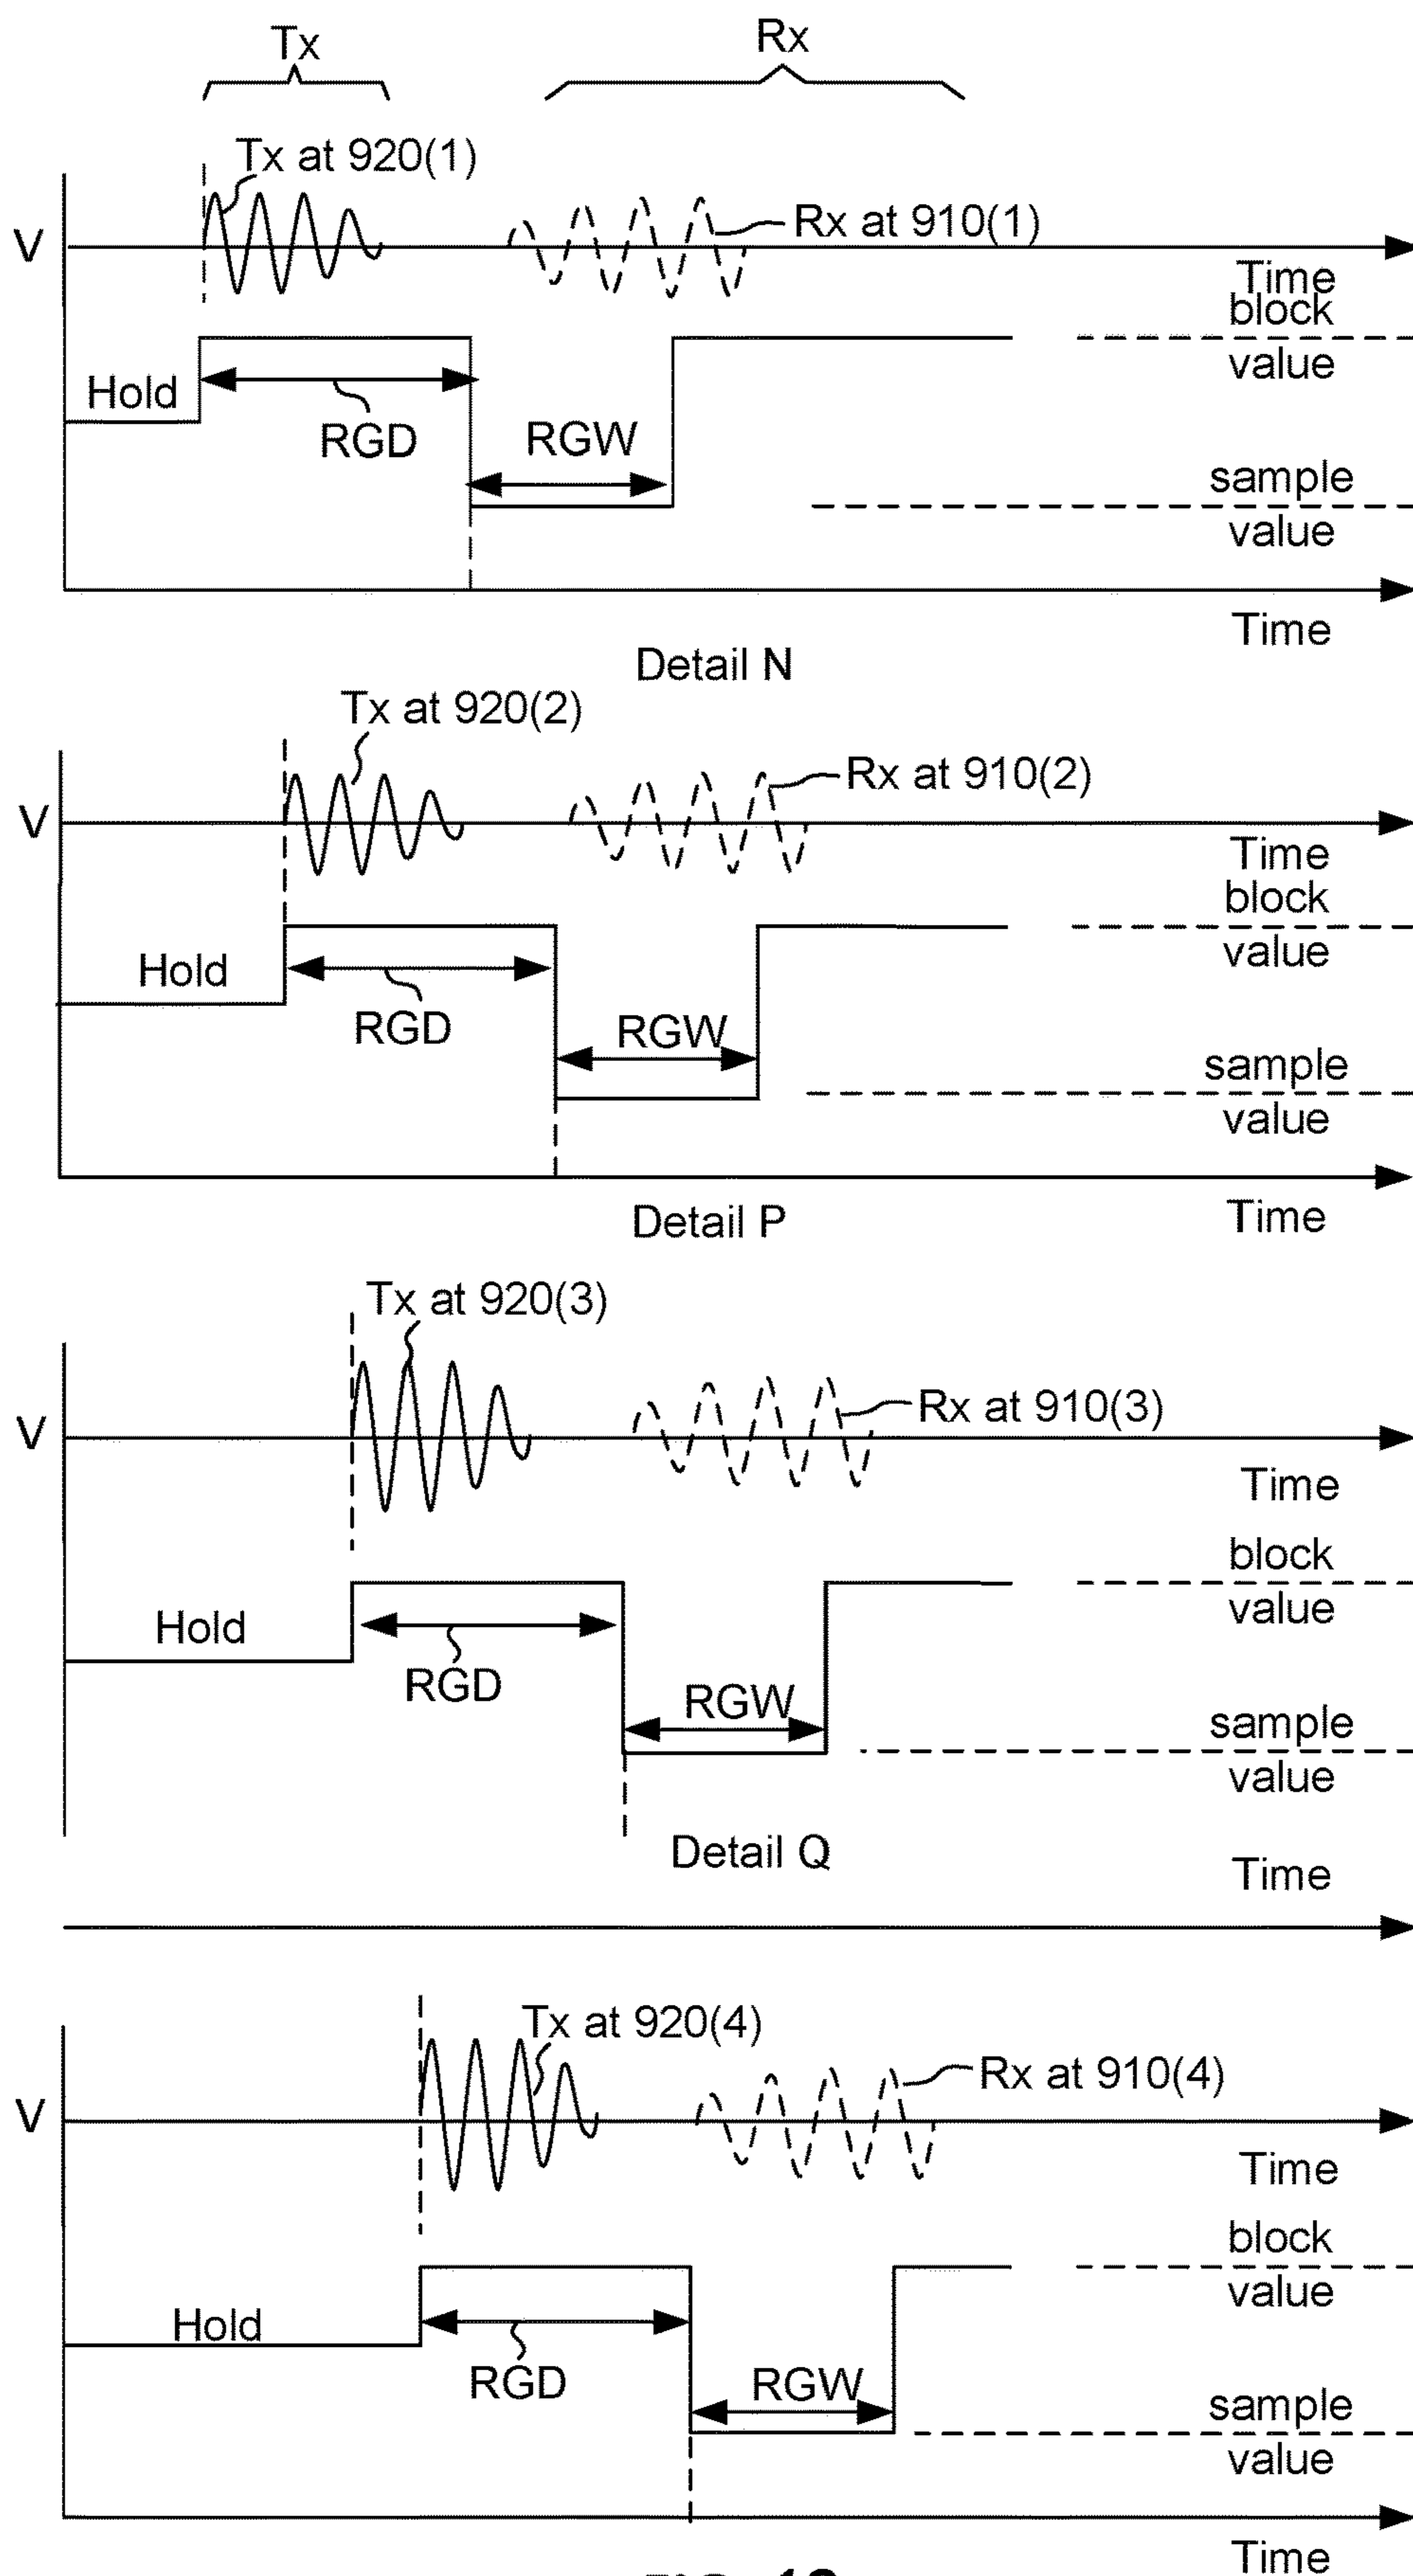 Tx
Rx
Tx at 920(1)
Rx at 910(1)
V
Time
block
value
Hold
RGD
RGW
sample
value
Time
Detail N
Tx at 920(2)
Rx at 910(2)
V
Time
block
value
Hold
RGD
RGW
sample
value
Time
Detail P
Tx at 920(3)
Rx at 910(3)
V
Time
block
value
Hold
RGD
RGW
sample
value
Detail Q
Time
Tx at 920(4)
Rx at 910(4)
V
Time
block
value
Hold
RGD
RGW
sample
value
Time